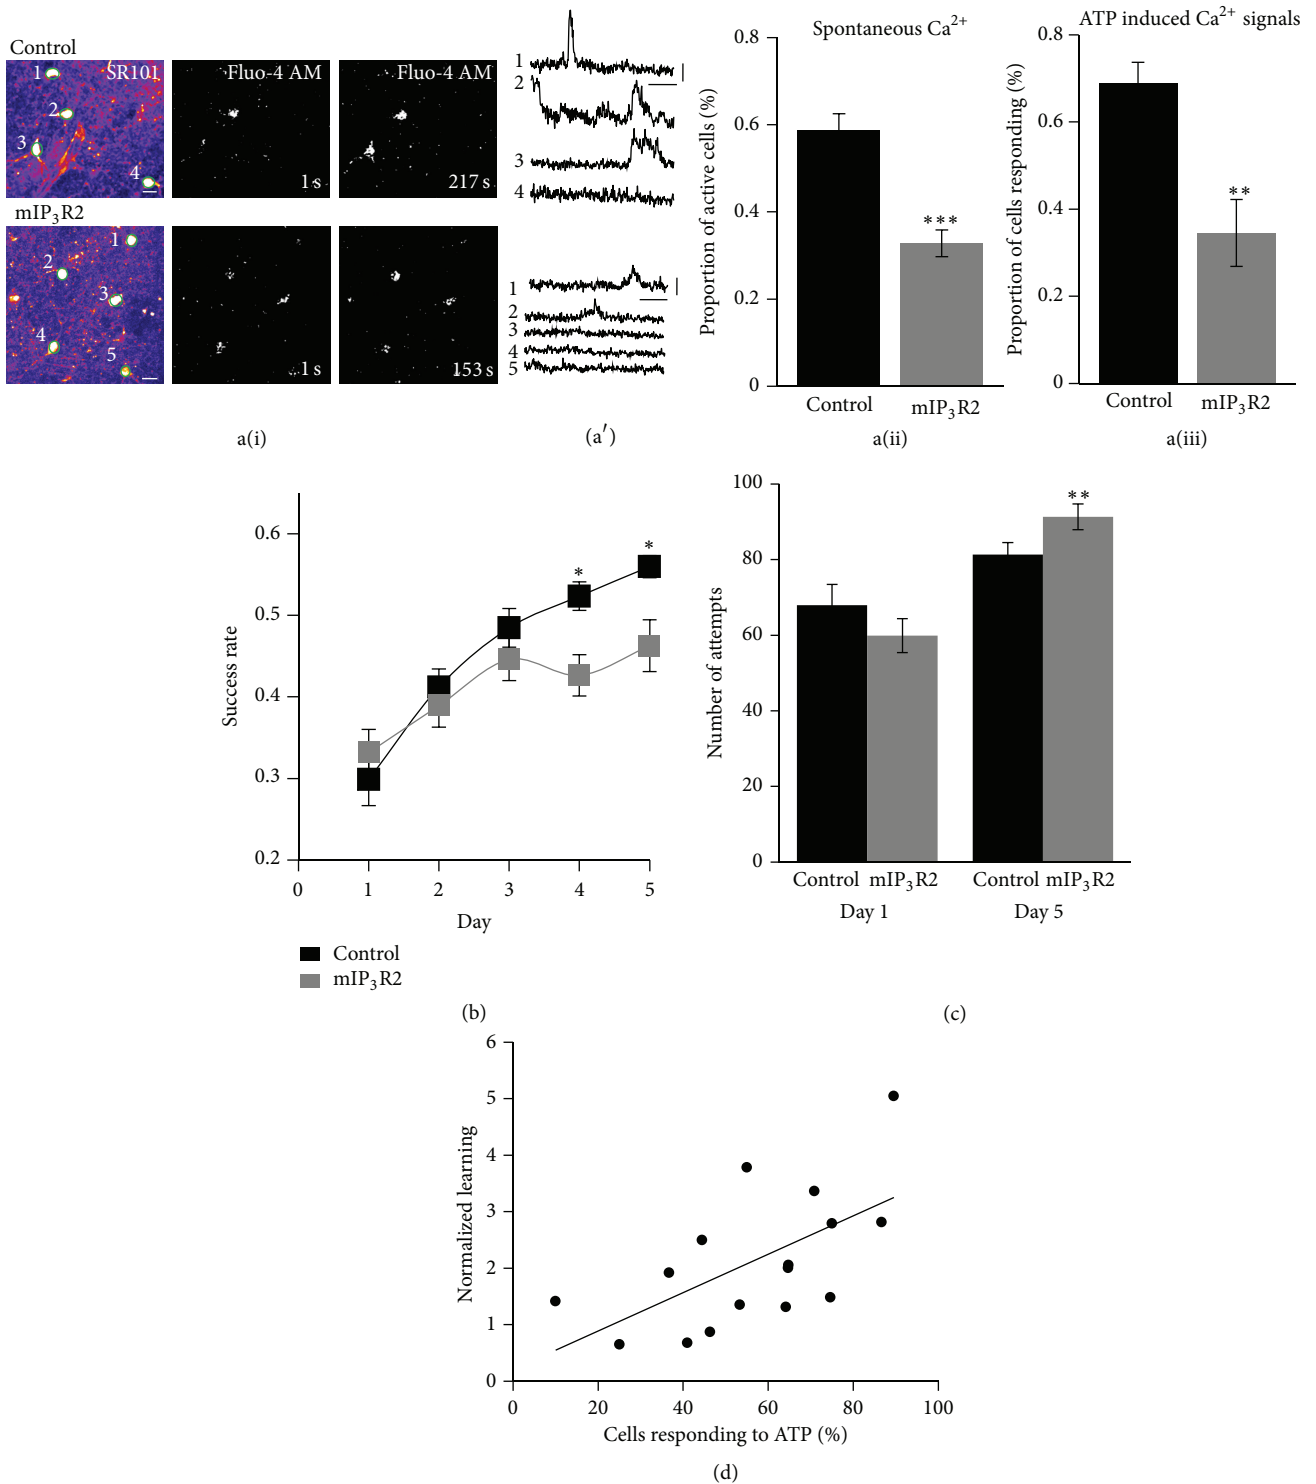 Control
1
2
3
4
SR101
Fluo-4 AM
1 s
Fluo-4 AM
217 s
mIP₃R2
1
2
3
4
5
1 s
153 s
a(i)
1
2
3
4
1
2
3
4
5
(a′)
Spontaneous Ca²⁺
Proportion of active cells (%)
0.8
0.6
0.4
0.2
0
***
Control
mIP₃R2
a(ii)
ATP induced Ca²⁺ signals
Proportion of cells responding (%)
0.8
0.6
0.4
0.2
0
**
Control
mIP₃R2
a(iii)
Success rate
0.6
0.5
0.4
0.3
0.2
* *
0 1 2 3 4 5
Day
Control
mIP₃R2
(b)
Number of attempts
100
80
60
40
20
0
**
Control mIP₃R2 Control mIP₃R2
Day 1 Day 5
(c)
Normalized learning
6
5
4
3
2
1
0
0 20 40 60 80 100
Cells responding to ATP (%)
(d)